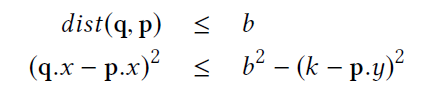 dist(q, p) ≤ b
(q.x − p.x)² ≤ b² − (k − p.y)²